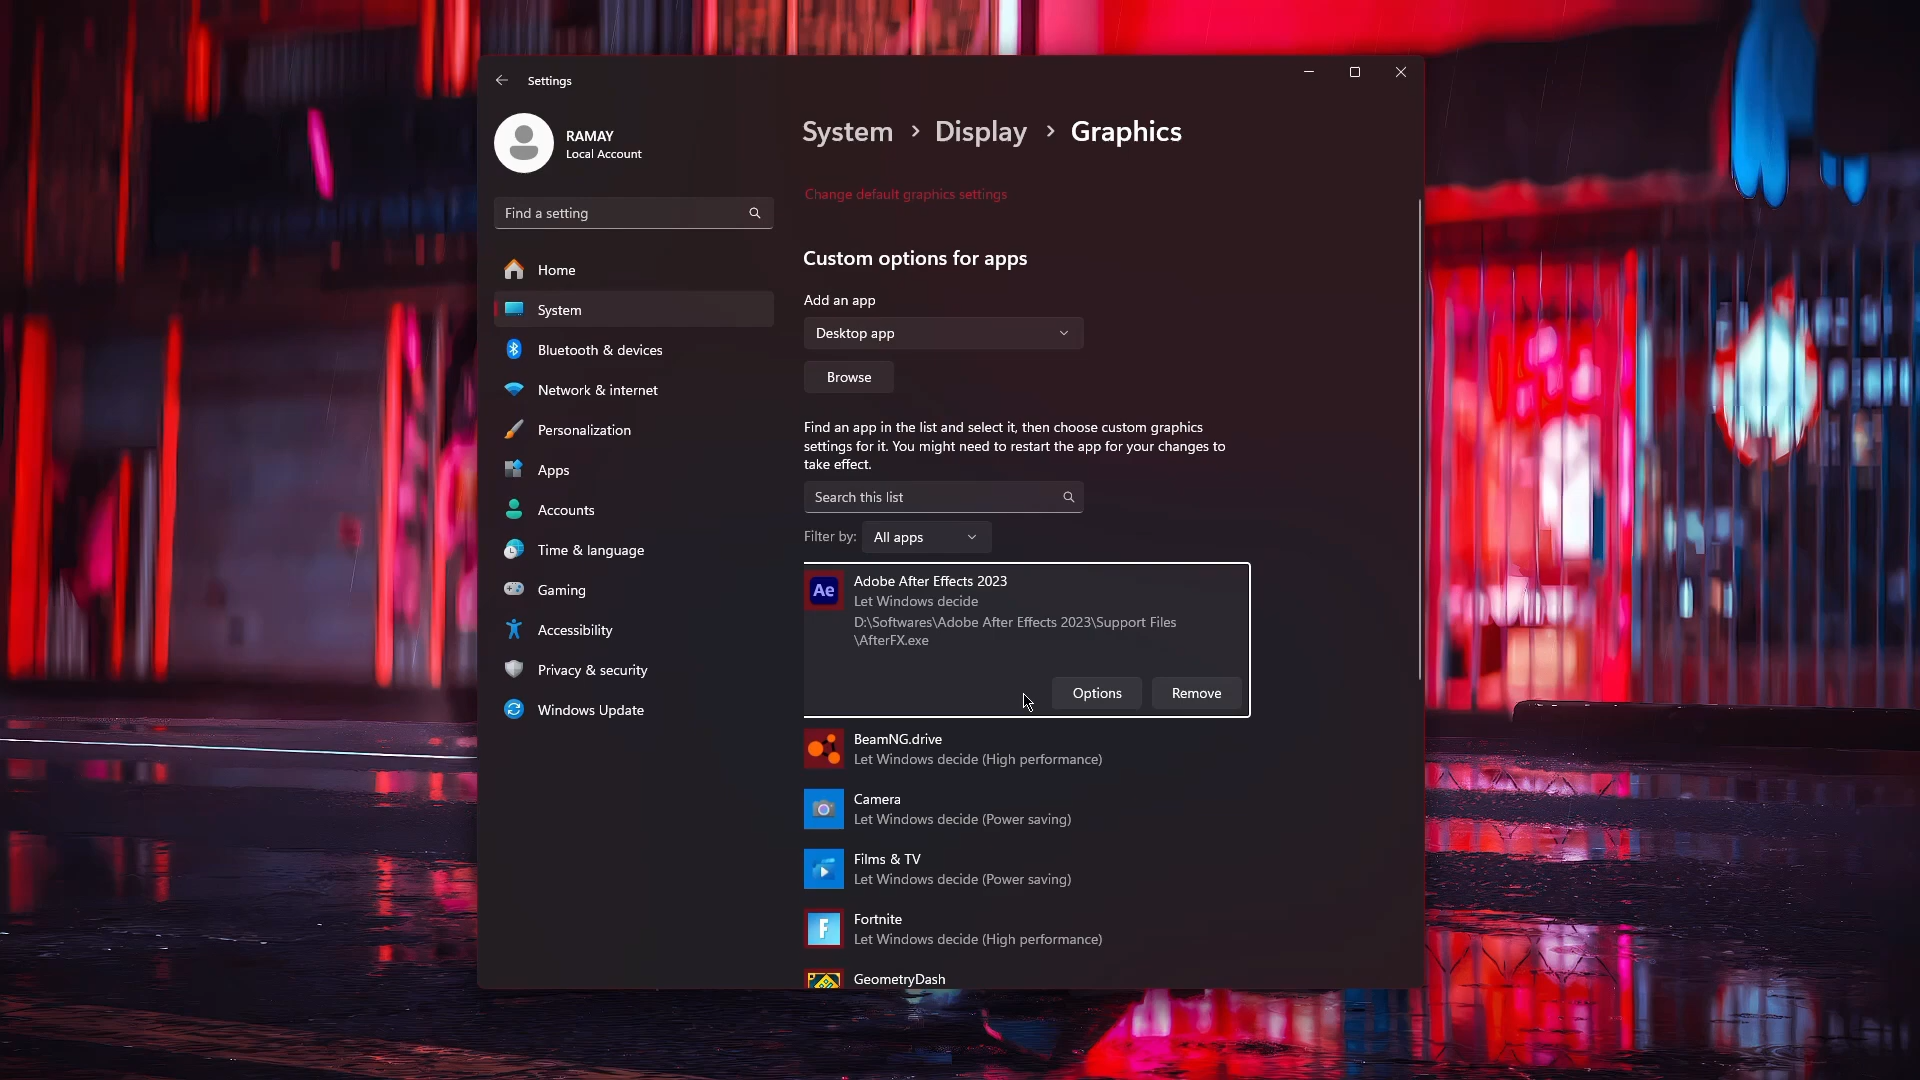 Settings
RAMAY
Local Account
Find a setting
Home
System
Bluetooth & devices
Network & internet
Personalization
Apps
Accounts
Time & language
Gaming
Accessibility
Privacy & security
Windows Update
System > Display > Graphics
Change default graphics settings
Custom options for apps
Add an app
Desktop app
Browse
Find an app in the list and select it, then choose custom graphics
settings for it. You might need to restart the app for your changes to
take effect.
Search this list
Filter by: All apps
Ae
Adobe After Effects 2023
Let Windows decide
D:\Softwares\Adobe After Effects 2023\Support Files
\AfterFX.exe
Options Remove
BeamNG.drive
Let Windows decide (High performance)
Camera
Let Windows decide (Power saving)
Films & TV
Let Windows decide (Power saving)
F
Fortnite
Let Windows decide (High performance)
GeometryDash